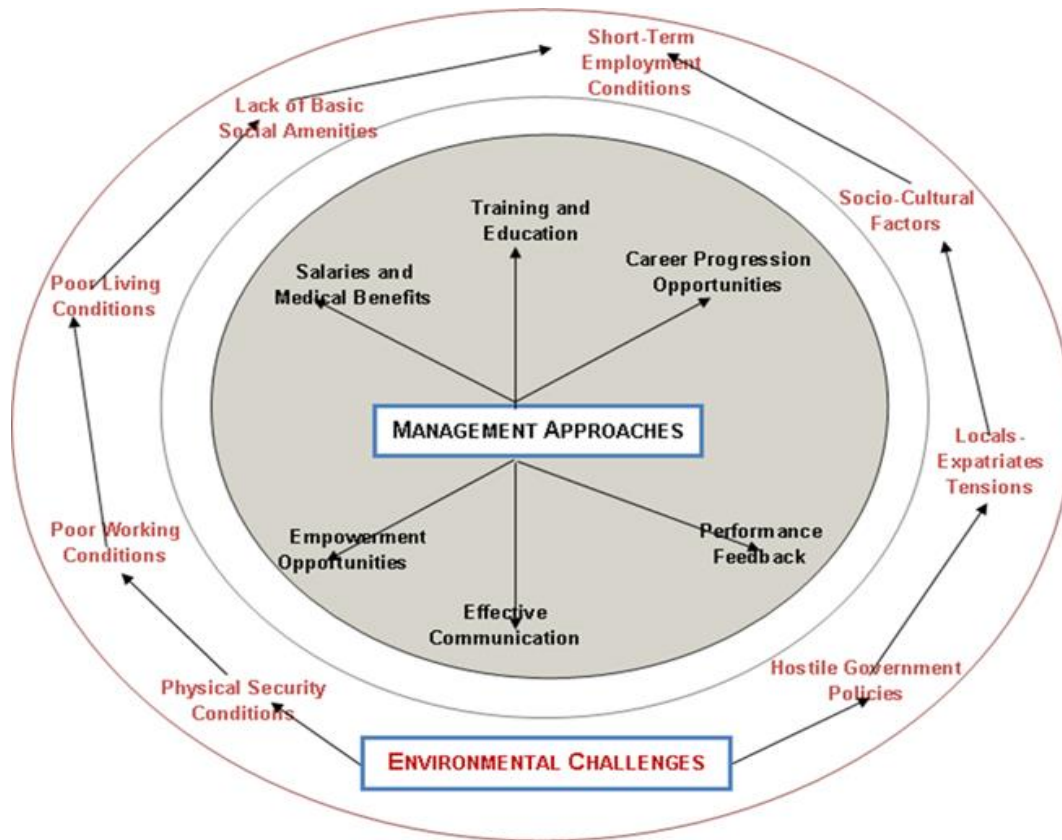 Short-Term
Employment
Conditions
Lack of Basic
Social Amenities
Socio-Cultural
Factors
Training and
Education
Career Progression
Opportunities
Salaries and
Medical Benefits
Poor Living
Conditions
MANAGEMENT APPROACHES
Locals-
Expatriates
Tensions
Poor Working
Conditions
Empowerment
Opportunities
Performance
Feedback
Effective
Communication
Physical Security
Conditions
Hostile Government
Policies
ENVIRONMENTAL CHALLENGES